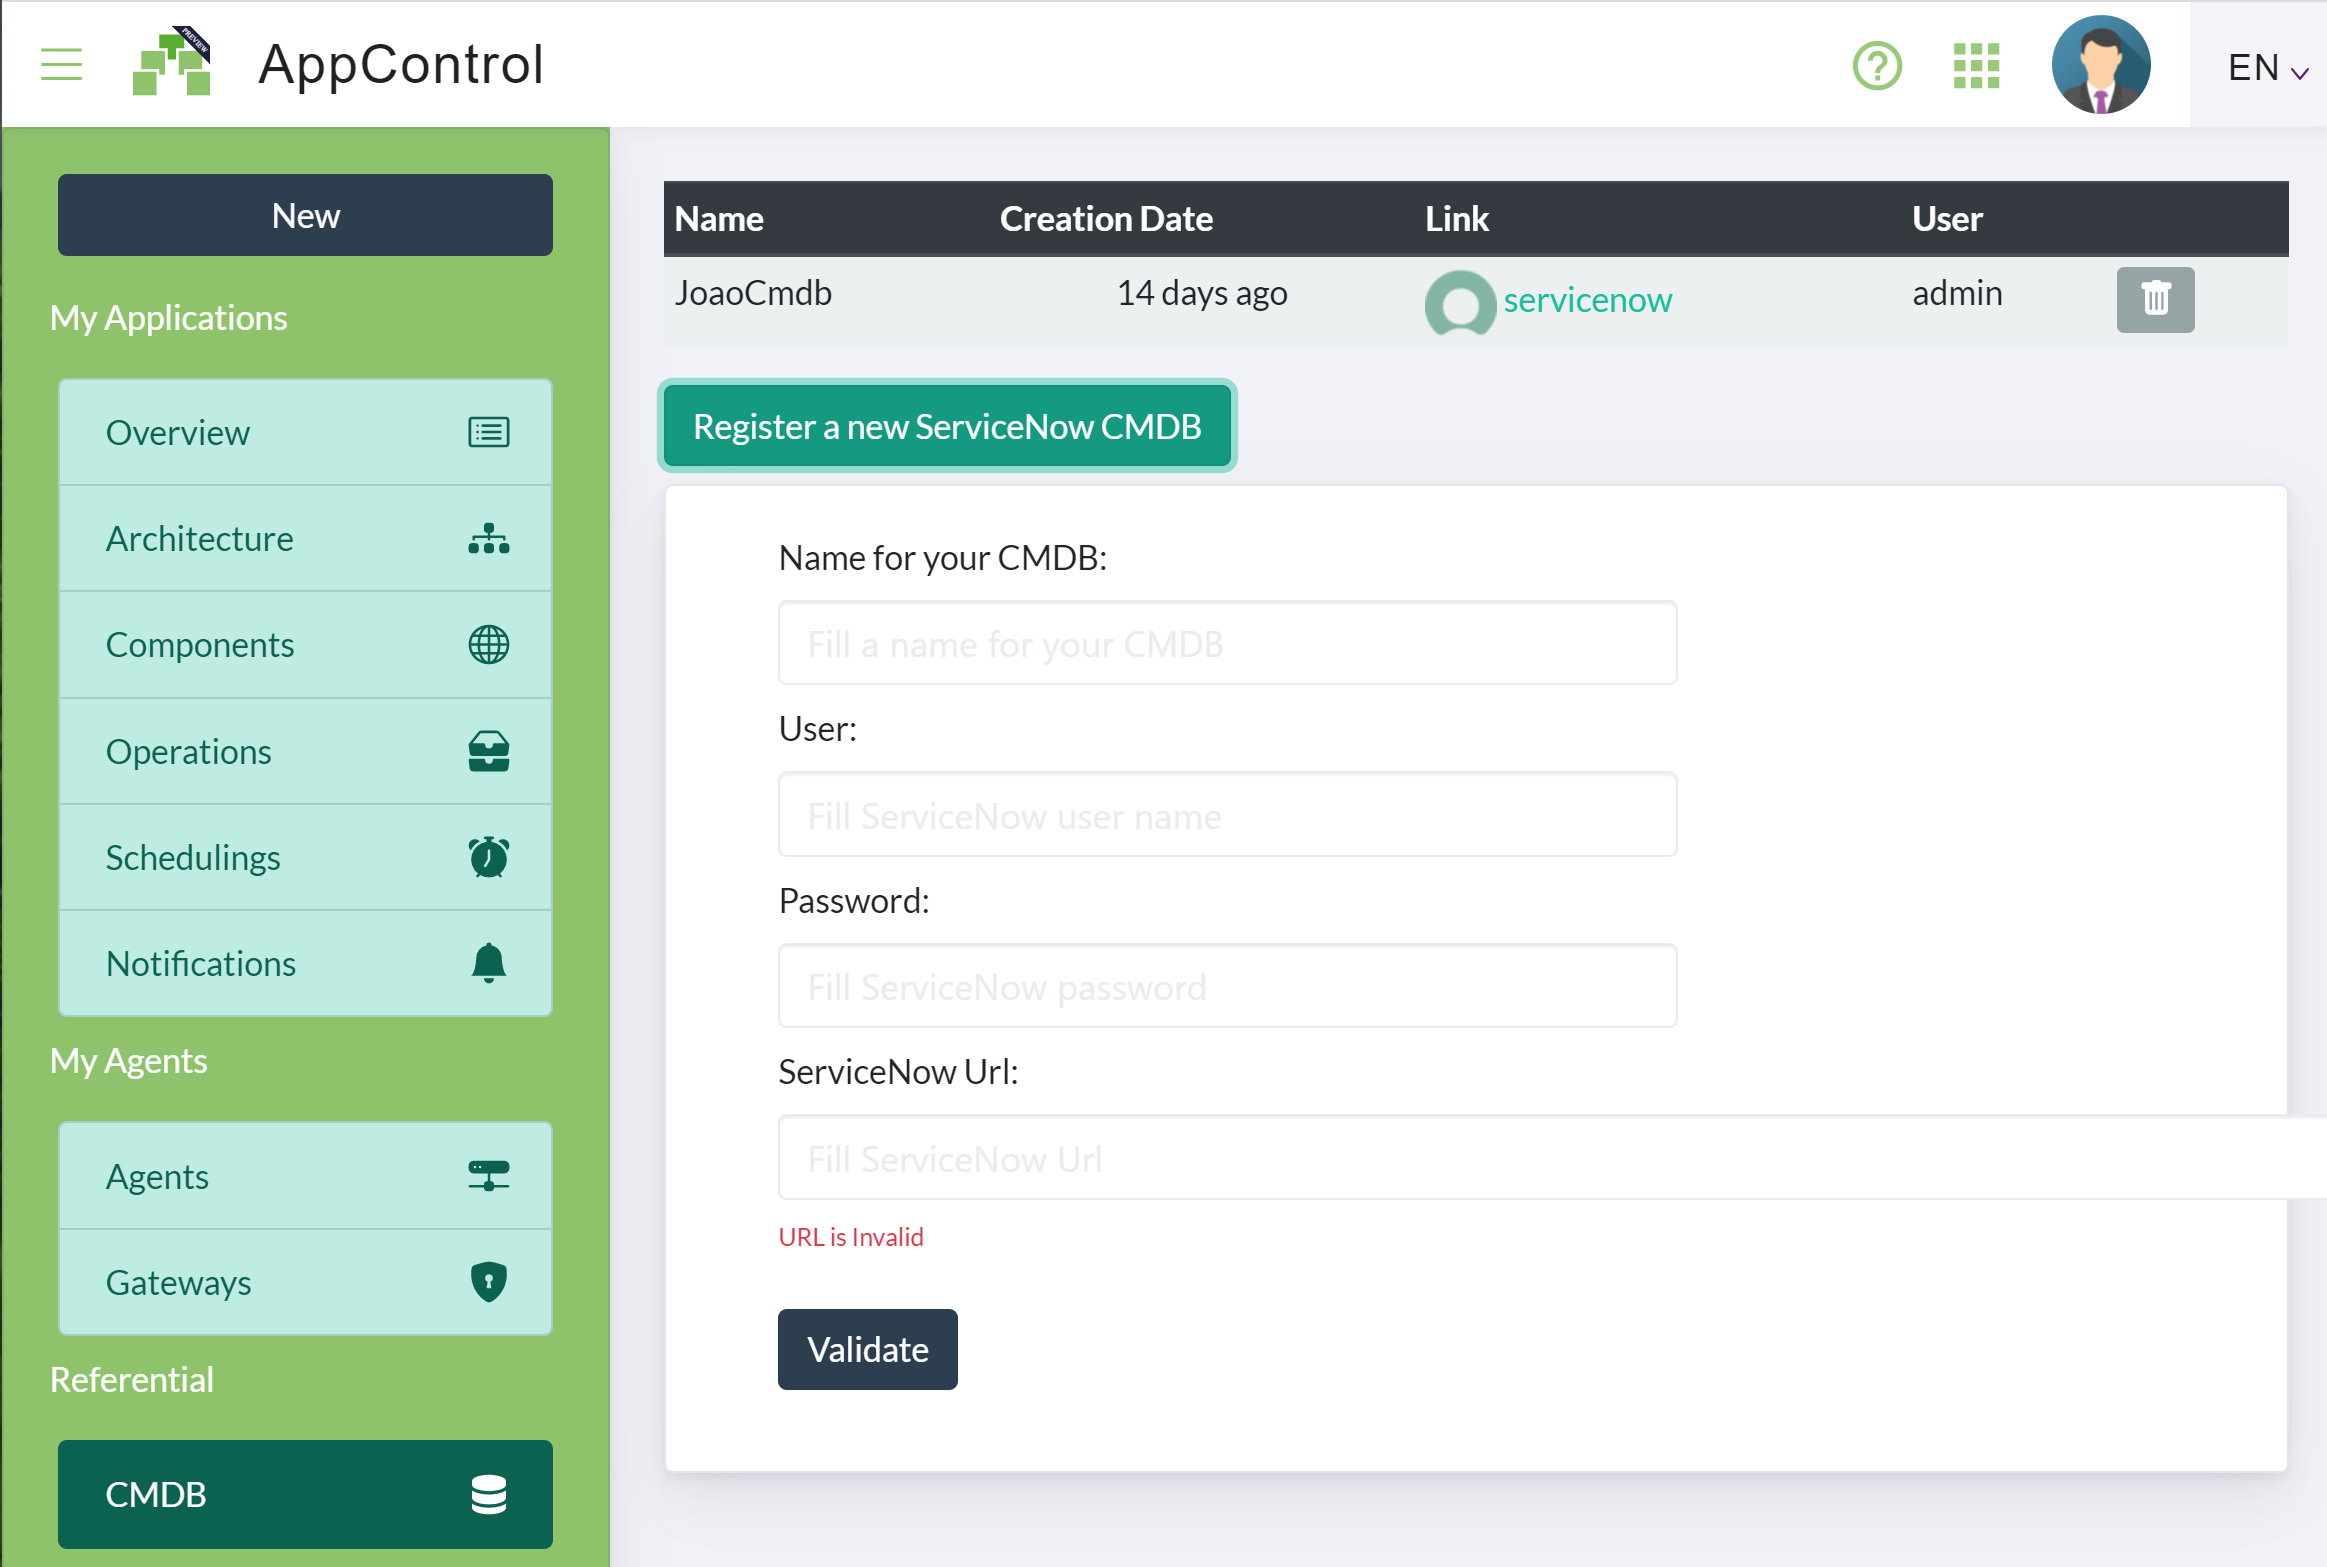 PREVIEW
AppControl
EN
New
My Applications
Overview
Architecture
Components
Operations
Schedulings
Notifications
My Agents
Agents
Gateways
Referential
CMDB
Name Creation Date Link User
JoaoCmdb 14 days ago servicenow admin
Register a new ServiceNow CMDB
Name for your CMDB:
Fill a name for your CMDB
User:
Fill ServiceNow user name
Password:
Fill ServiceNow password
ServiceNow Url:
Fill ServiceNow Url
URL is Invalid
Validate